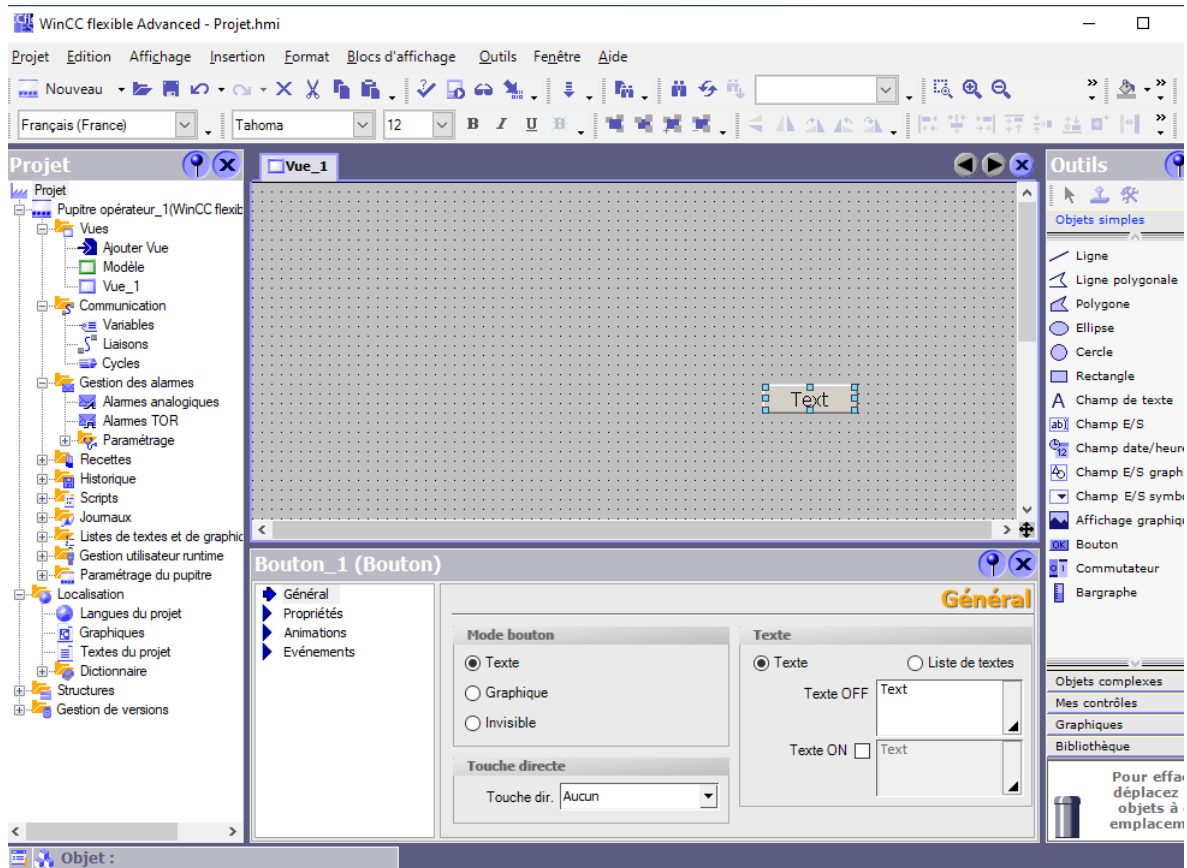 WinCC flexible Advanced - Projet.hmi
Projet Edition Affichage Insertion Format Blocs d'affichage Outils Fenêtre Aide
Nouveau
Français (France) Tahoma 12 B I U
Projet
Projet
Pupitre opérateur_1(WinCC flexib
Vues
Ajouter Vue
Modèle
Vue_1
Communication
Variables
Liaisons
Cycles
Gestion des alarmes
Alarmes analogiques
Alarmes TOR
Paramétrage
Recettes
Historique
Scripts
Journaux
Listes de textes et de graphic
Gestion utilisateur runtime
Paramétrage du pupitre
Localisation
Langues du projet
Graphiques
Textes du projet
Dictionnaire
Structures
Gestion de versions
Vue_1
Text
Bouton_1 (Bouton)
Général
Propriétés
Animations
Evénements
Général
Mode bouton
Texte
Graphique
Invisible
Touche directe
Touche dir. Aucun
Texte
Texte Liste de textes
Texte OFF Text
Texte ON Text
Outils
Objets simples
Ligne
Ligne polygonale
Polygone
Ellipse
Cercle
Rectangle
Champ de texte
Champ E/S
Champ date/heure
Champ E/S graphi
Champ E/S symbo
Affichage graphiqu
OK Bouton
Commutateur
Bargraphe
Objets complexes
Mes contrôles
Graphiques
Bibliothèque
Pour effa
déplacez
objets à
emplacem
Objet :